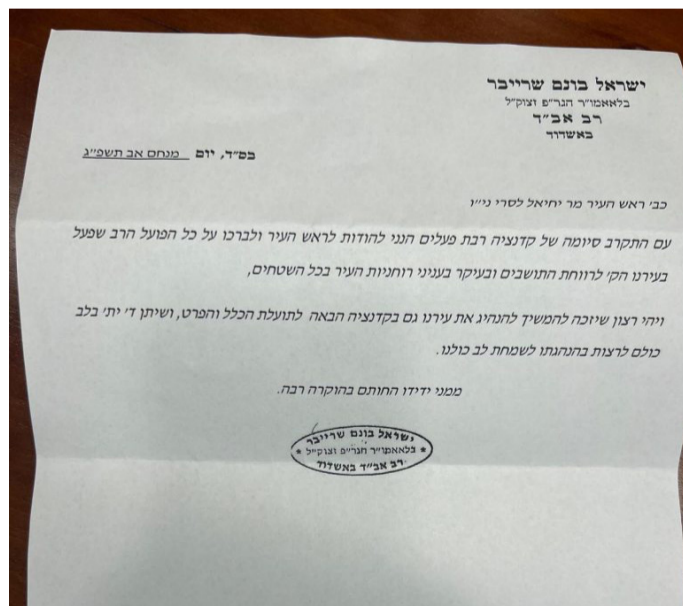 ישראל בונם שרייבר
בלאאמו״ר הגר״פ זצוק״ל
רב אב״ד
באשדוד
בס״ד, יום מנחם אב תשפ״ג
כב׳ ראש העיר מר יחיאל לסרי ני״ו
עם התקרב סיומה של קדנציה רבת פעלים הנני להודות לראש העיר ולברכו על כל הפועל הרב שפעל
בעירנו הק׳ לרווחת התושבים ובעיקר בעניני רוחניות העיר בכל השטחים,
ויהי רצון שיזכה להמשיך להנהיג את עירנו גם בקדנציה הבאה לתועלת הכלל והפרט, ושיתן ד׳ ית׳ בלב
כולם לרצות בהנהגתו לשמחת לב כולנו.
ממני ידידו החותם בהוקרה רבה.
ישראל בונם שרייבר
* בלאאמו״ר הגר״פ זצוק״ל *
רב אב״ד באשדוד